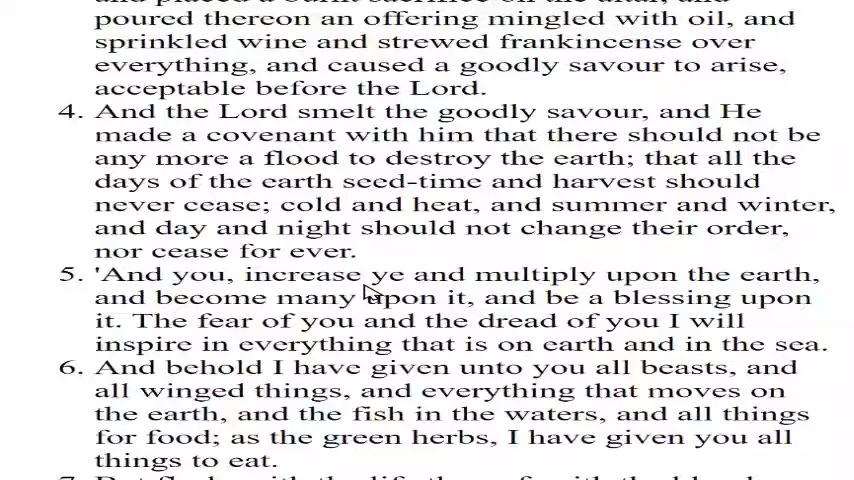 poured thereon an offering mingled with oil, and
sprinkled wine and strewed frankincense over
everything, and caused a goodly savour to arise,
acceptable before the Lord.
4. And the Lord smelt the goodly savour, and He
made a covenant with him that there should not be
any more a flood to destroy the earth; that all the
days of the earth seed-time and harvest should
never cease; cold and heat, and summer and winter,
and day and night should not change their order,
nor cease for ever.
5. 'And you, increase ye and multiply upon the earth,
and become many upon it, and be a blessing upon
it. The fear of you and the dread of you I will
inspire in everything that is on earth and in the sea.
6. And behold I have given unto you all beasts, and
all winged things, and everything that moves on
the earth, and the fish in the waters, and all things
for food; as the green herbs, I have given you all
things to eat.